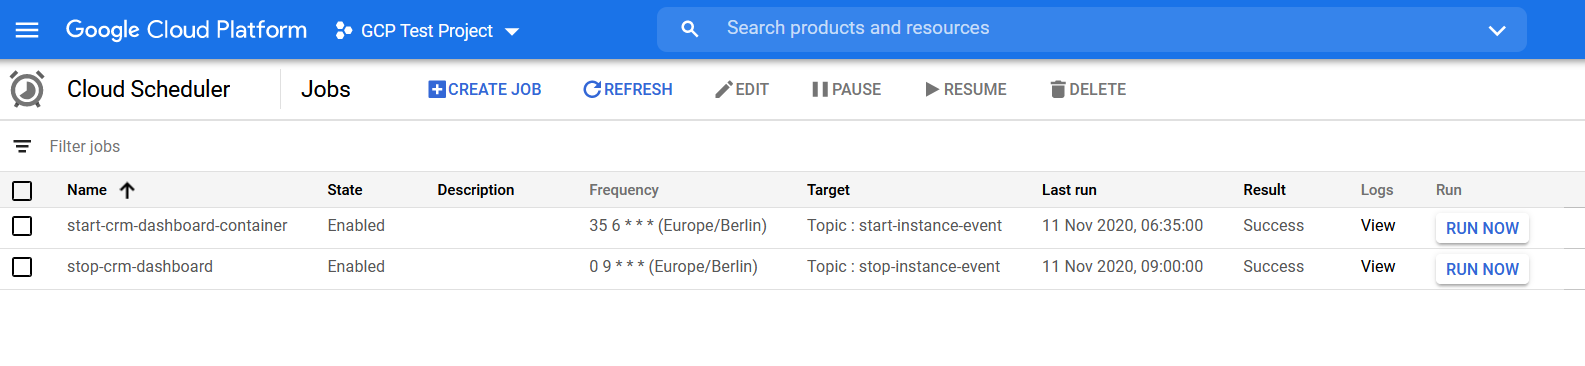 Google Cloud Platform GCP Test Project Search products and resources
Cloud Scheduler Jobs CREATE JOB REFRESH EDIT PAUSE RESUME DELETE
Filter jobs
Name State Description Frequency Target Last run Result Logs Run
start-crm-dashboard-container Enabled 35 6 * * * (Europe/Berlin) Topic : start-instance-event 11 Nov 2020, 06:35:00 Success View RUN NOW
stop-crm-dashboard Enabled 0 9 * * * (Europe/Berlin) Topic : stop-instance-event 11 Nov 2020, 09:00:00 Success View RUN NOW